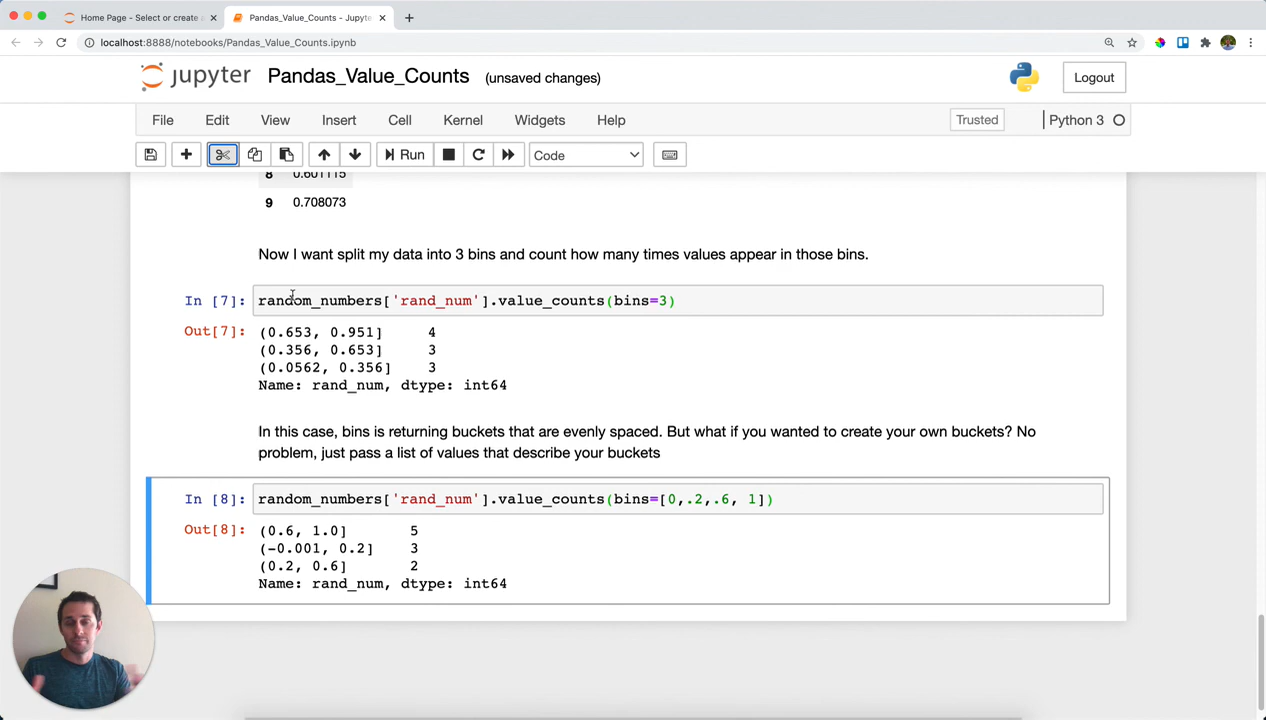 Home Page - Select or create a
Pandas_Value_Counts - Jupyte
localhost:8888/notebooks/Pandas_Value_Counts.ipynb
jupyter Pandas_Value_Counts (unsaved changes)
Logout
File Edit View Insert Cell Kernel Widgets Help
Trusted
Python 3
Run
Code
8 0.601115
9 0.708073
Now I want split my data into 3 bins and count how many times values appear in those bins.
In [7]: random_numbers['rand_num'].value_counts(bins=3)
Out[7]: (0.653, 0.951] 4
(0.356, 0.653] 3
(0.0562, 0.356] 3
Name: rand_num, dtype: int64
In this case, bins is returning buckets that are evenly spaced. But what if you wanted to create your own buckets? No
problem, just pass a list of values that describe your buckets
In [8]: random_numbers['rand_num'].value_counts(bins=[0,.2,.6, 1])
Out[8]: (0.6, 1.0] 5
(-0.001, 0.2] 3
(0.2, 0.6] 2
Name: rand_num, dtype: int64